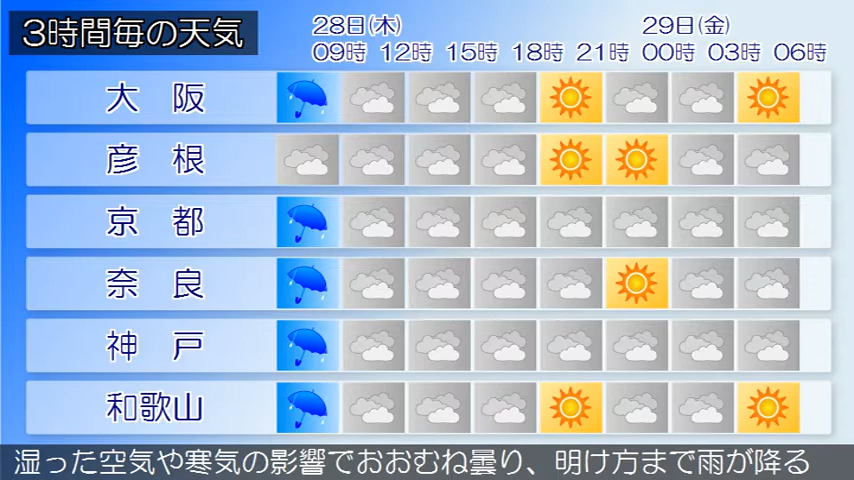 3時間毎の天気
28日(木) 29日(金)
09時 12時 15時 18時 21時 00時 03時 06時
大阪
彦根
京都
奈良
神戸
和歌山
湿った空気や寒気の影響でおおむね曇り、明け方まで雨が降る